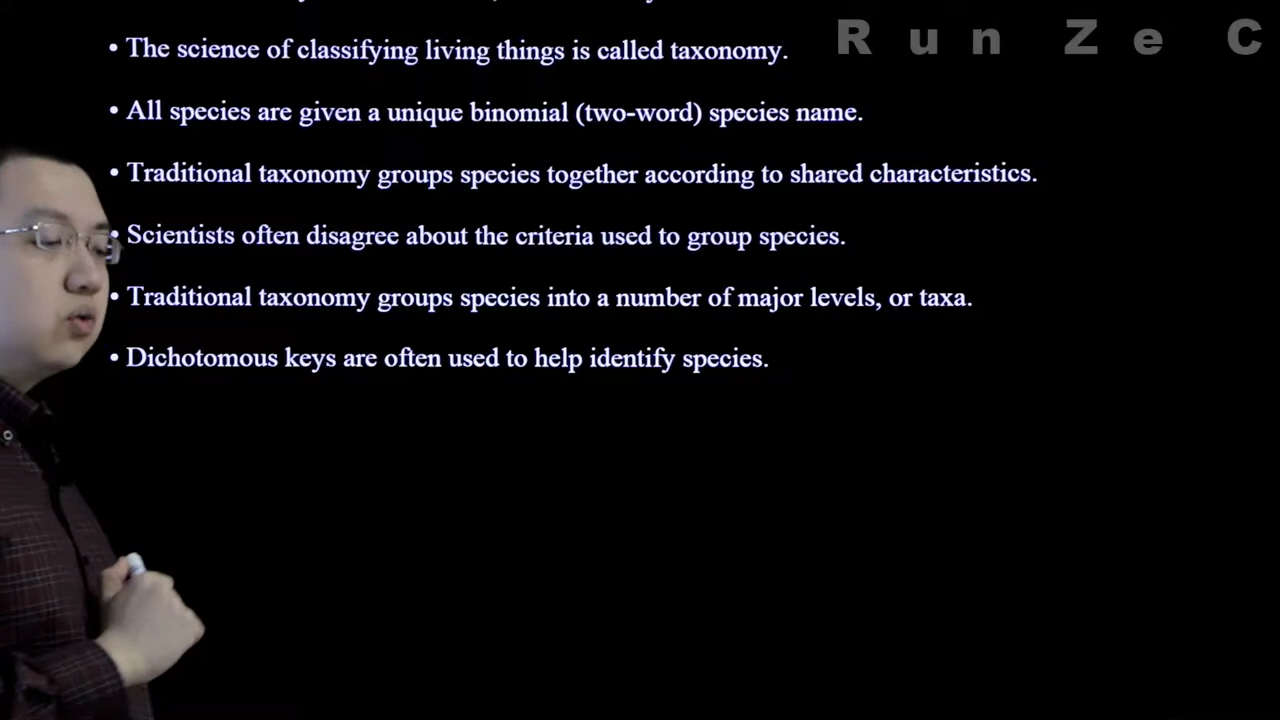 R u n Z e C
• The science of classifying living things is called taxonomy.
• All species are given a unique binomial (two-word) species name.
• Traditional taxonomy groups species together according to shared characteristics.
• Scientists often disagree about the criteria used to group species.
• Traditional taxonomy groups species into a number of major levels, or taxa.
• Dichotomous keys are often used to help identify species.